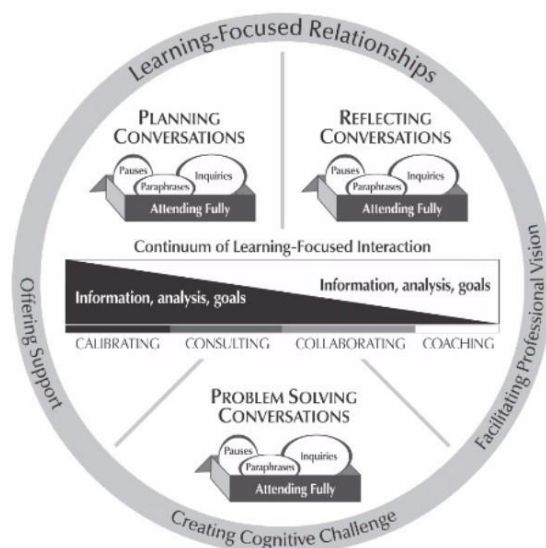 Learning-Focused Relationships
PLANNING
CONVERSATIONS
Pauses
Paraphrases
Inquiries
Attending Fully
REFLECTING
CONVERSATIONS
Pauses
Paraphrases
Inquiries
Attending Fully
Continuum of Learning-Focused Interaction
Information, analysis, goals
Information, analysis, goals
CALIBRATING CONSULTING COLLABORATING COACHING
Offering Support
Facilitating Professional Vision
PROBLEM SOLVING
CONVERSATIONS
Pauses
Paraphrases
Inquiries
Attending Fully
Creating Cognitive Challenge